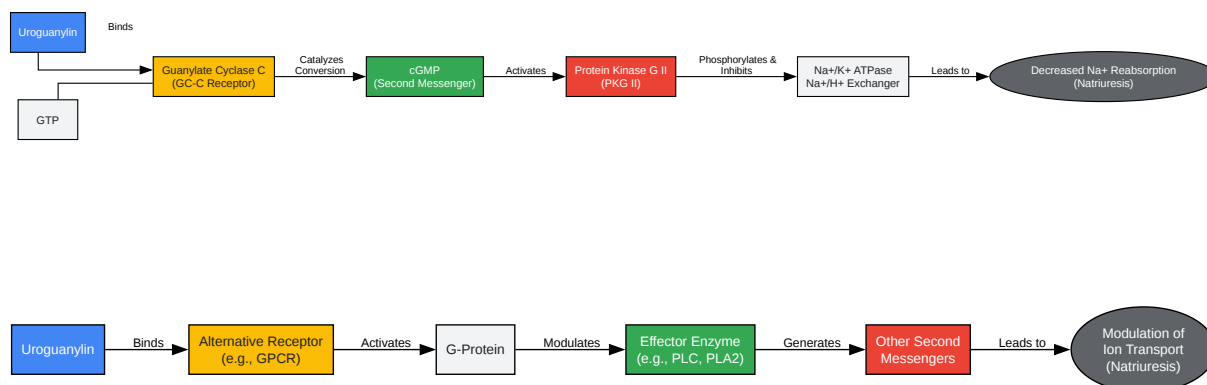 Uroguanylin
Binds
Guanylate Cyclase C
(GC-C Receptor)
GTP
Catalyzes
Conversion
cGMP
(Second Messenger)
Activates
Protein Kinase G II
(PKG II)
Phosphorylates &
Inhibits
Na+/K+ ATPase
Na+/H+ Exchanger
Leads to
Decreased Na+ Reabsorption
(Natriuresis)
Uroguanylin
Binds
Alternative Receptor
(e.g., GPCR)
Activates
G-Protein
Modulates
Effector Enzyme
(e.g., PLC, PLA2)
Generates
Other Second
Messengers
Leads to
Modulation of
Ion Transport
(Natriuresis)